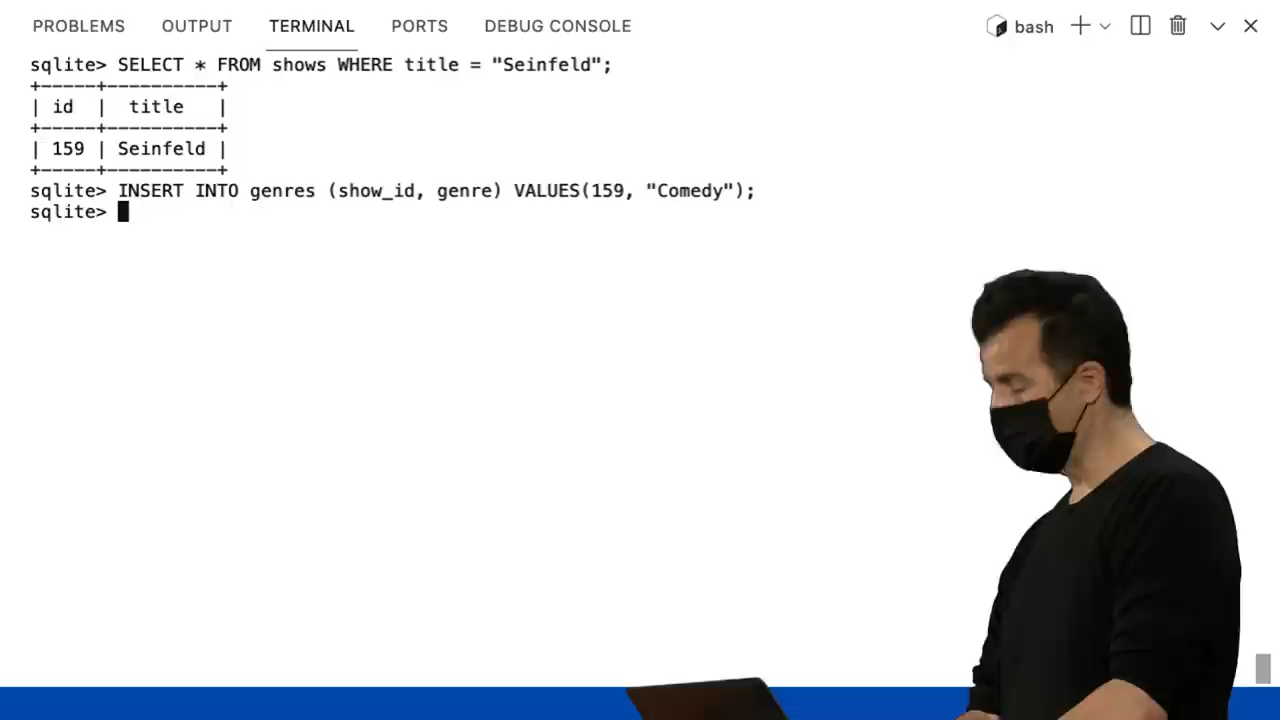 PROBLEMS OUTPUT TERMINAL PORTS DEBUG CONSOLE bash
sqlite> SELECT * FROM shows WHERE title = "Seinfeld";
+-----+----------+
| id  |  title   |
+-----+----------+
| 159 | Seinfeld |
+-----+----------+
sqlite> INSERT INTO genres (show_id, genre) VALUES(159, "Comedy");
sqlite>